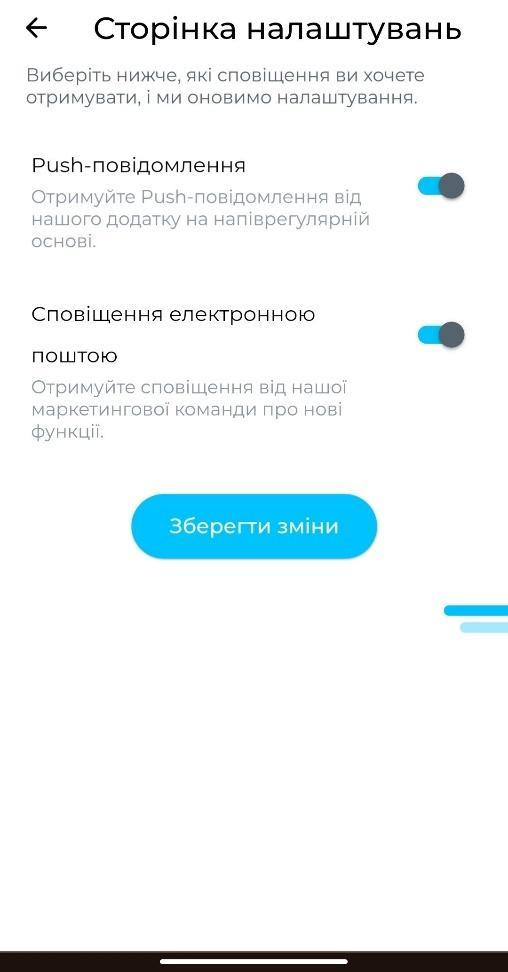 Сторінка налаштувань
Виберіть нижче, які сповіщення ви хочете
отримувати, і ми оновимо налаштування.
Push-повідомлення
Отримуйте Push-повідомлення від
нашого додатку на напіврегулярній
основі.
Сповіщення електронною
поштою
Отримуйте сповіщення від нашої
маркетингової команди про нові
функції.
Зберегти зміни